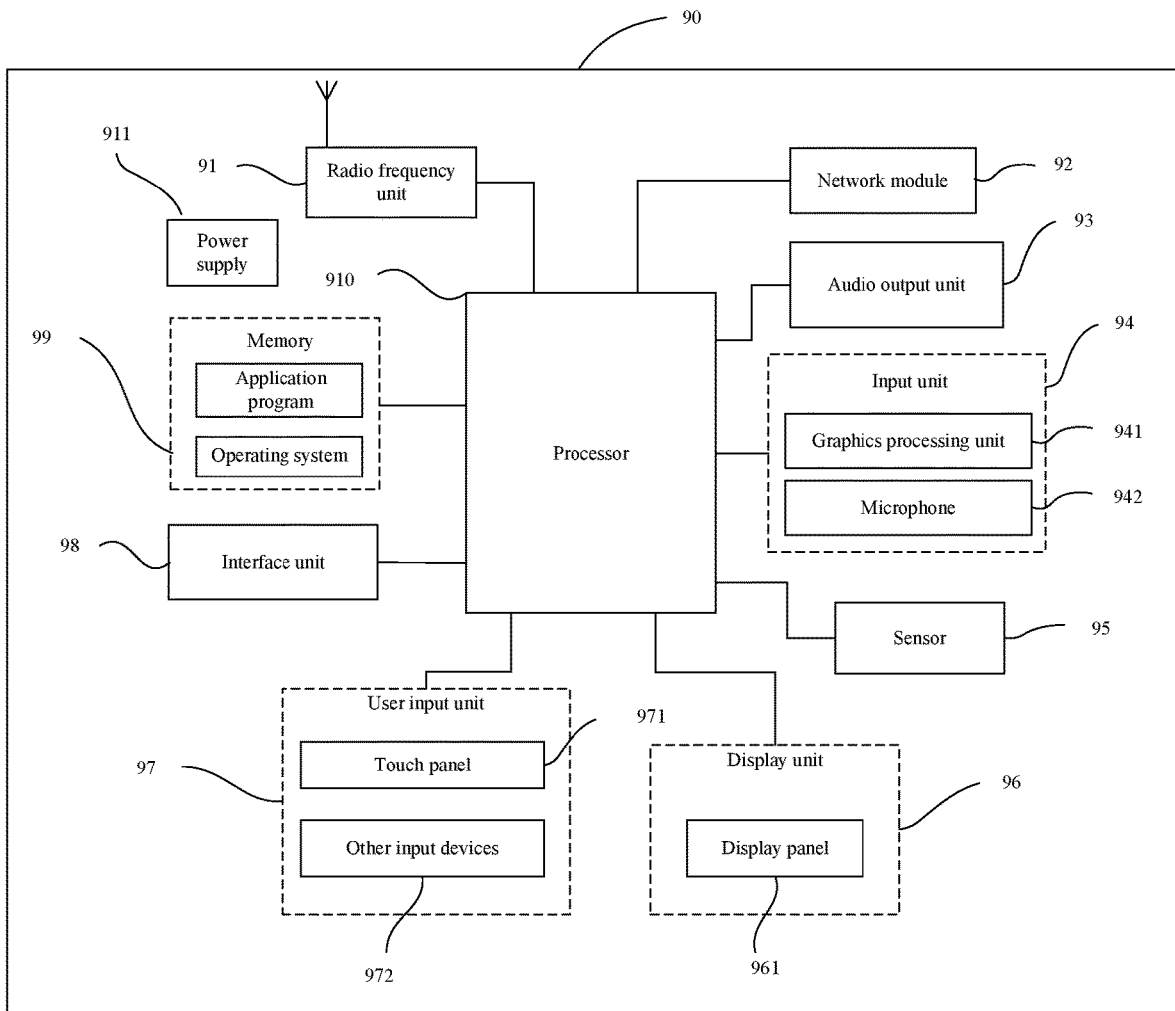 90
911
91
Radio frequency
unit
Network module
92
Power
supply
93
Audio output unit
910
99
Memory
Application
program
Operating system
94
Input unit
Graphics processing unit
941
Microphone
942
Processor
98
Interface unit
Sensor
95
User input unit
971
Touch panel
97
Other input devices
972
Display unit
96
Display panel
961